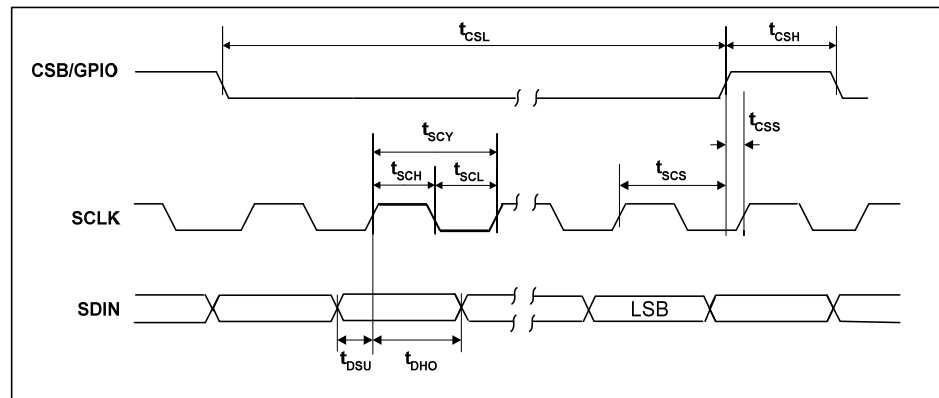 tCSL
tCSH
CSB/GPIO
tCSS
tSCY
tSCH
tSCL
tSCS
SCLK
SDIN
LSB
tDSU
tDHO